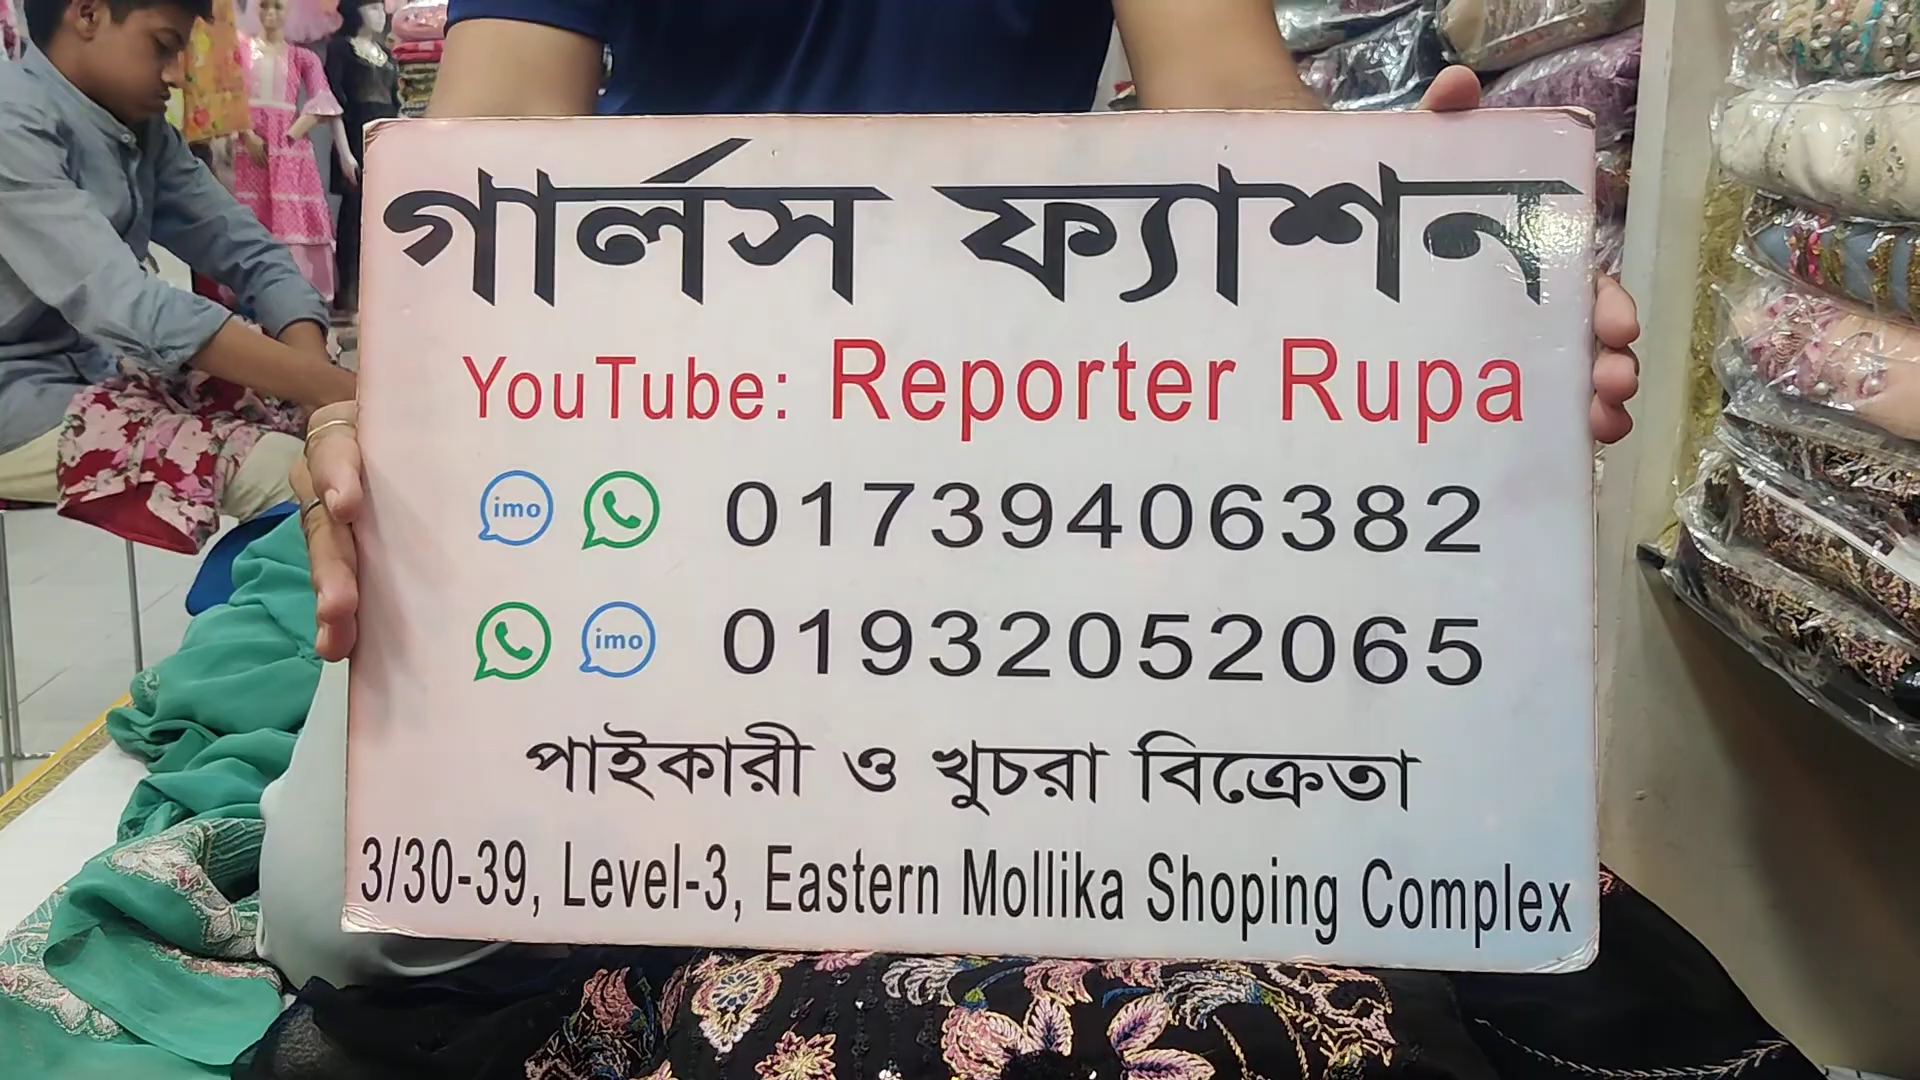 গার্লস ফ্যাশন
YouTube: Reporter Rupa
imo 01739406382
imo 01932052065
পাইকারী ও খুচরা বিক্রেতা
3/30-39, Level-3, Eastern Mollika Shoping Complex